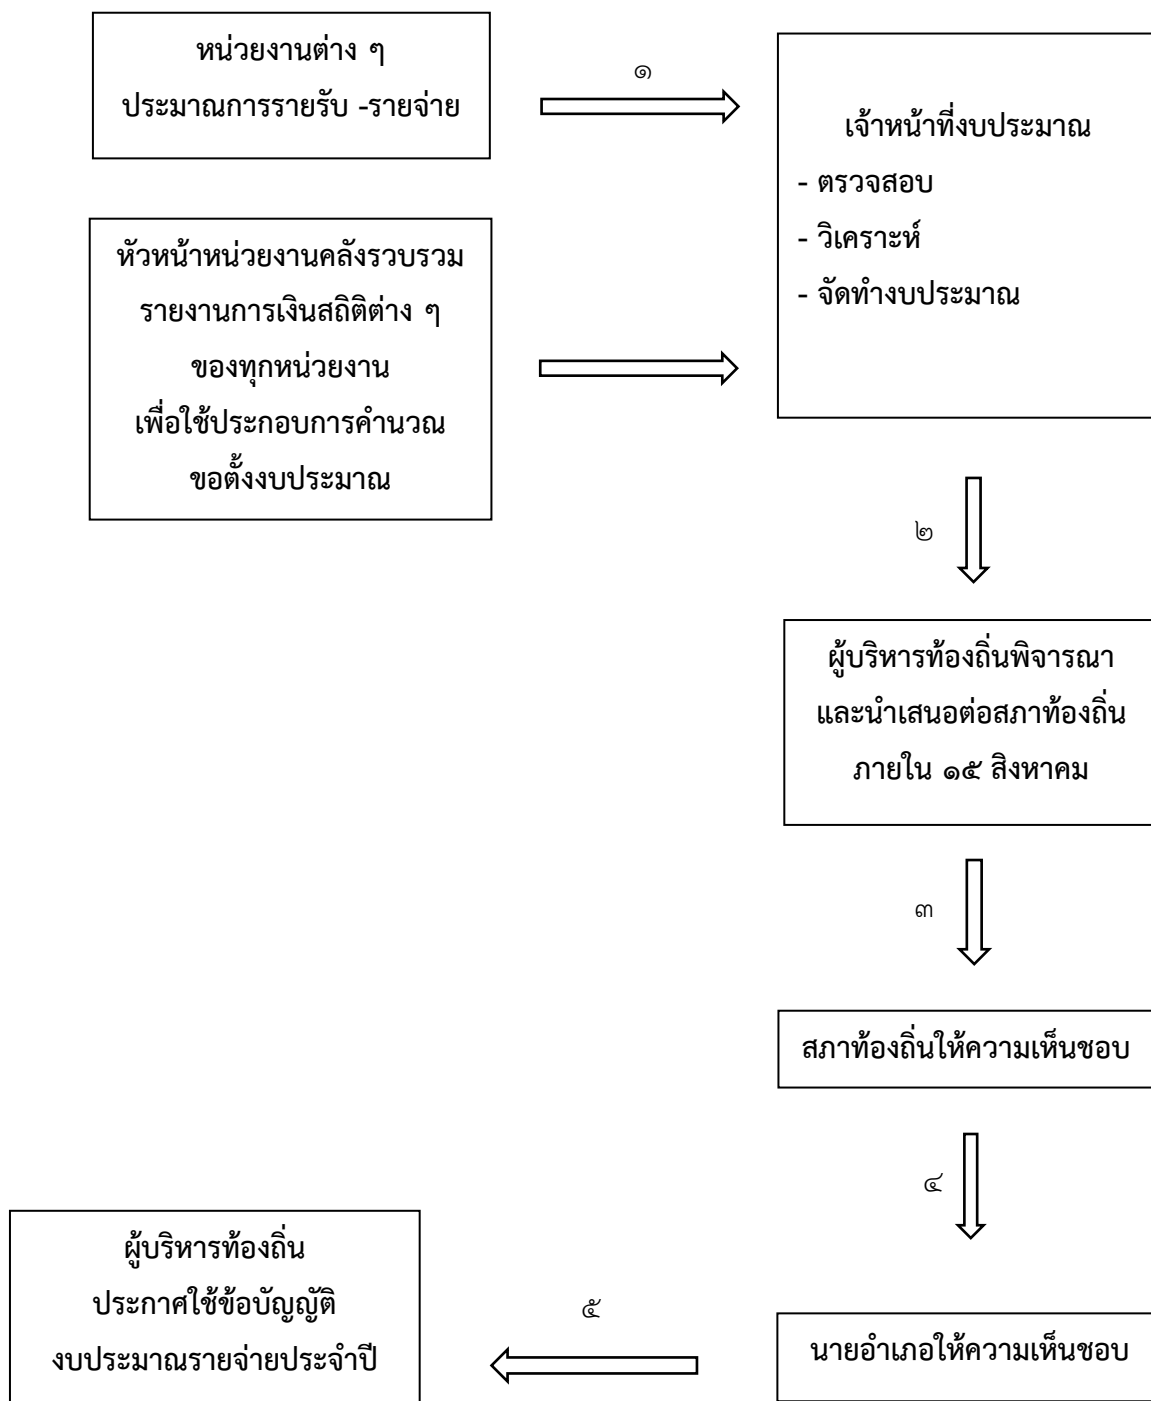 หน่วยงานต่าง ๆ
ประมาณการรายรับ -รายจ่าย
๑
เจ้าหน้าที่งบประมาณ
- ตรวจสอบ
- วิเคราะห์
- จัดทำงบประมาณ
หัวหน้าหน่วยงานคลังรวบรวม
รายงานการเงินสถิติต่าง ๆ
ของทุกหน่วยงาน
เพื่อใช้ประกอบการคำนวณ
ขอตั้งงบประมาณ
๒
ผู้บริหารท้องถิ่นพิจารณา
และนำเสนอต่อสภาท้องถิ่น
ภายใน ๑๕ สิงหาคม
๓
สภาท้องถิ่นให้ความเห็นชอบ
๔
นายอำเภอให้ความเห็นชอบ
๕
ผู้บริหารท้องถิ่น
ประกาศใช้ข้อบัญญัติ
งบประมาณรายจ่ายประจำปี